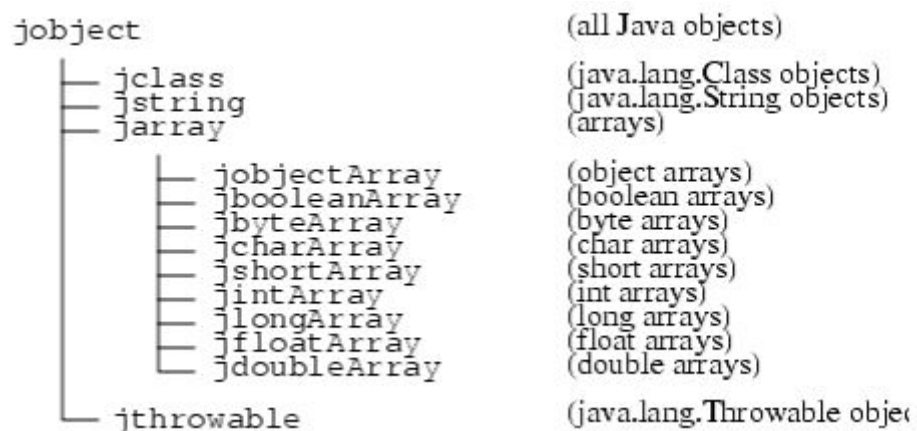 jobject (all Java objects)
jclass (java.lang.Class objects)
jstring (java.lang.String objects)
jarray (arrays)
jobjectArray (object arrays)
jbooleanArray (boolean arrays)
jbyteArray (byte arrays)
jcharArray (char arrays)
jshortArray (short arrays)
jintArray (int arrays)
jlongArray (long arrays)
jfloatArray (float arrays)
jdoubleArray (double arrays)
jthrowable (java.lang.Throwable objec